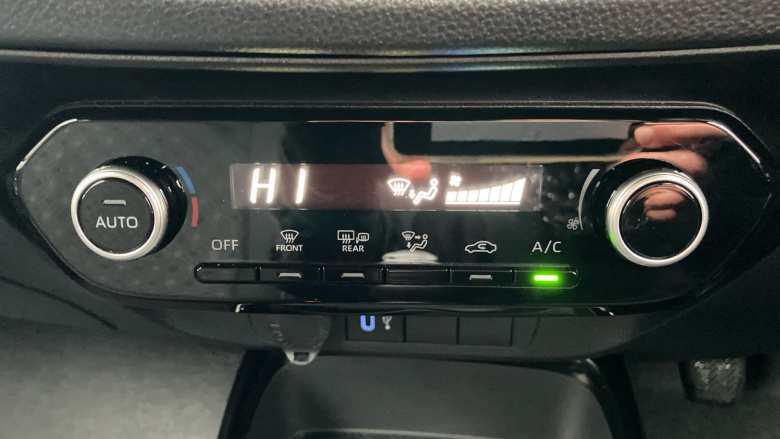 HI
AUTO
OFF
FRONT
REAR
A/C